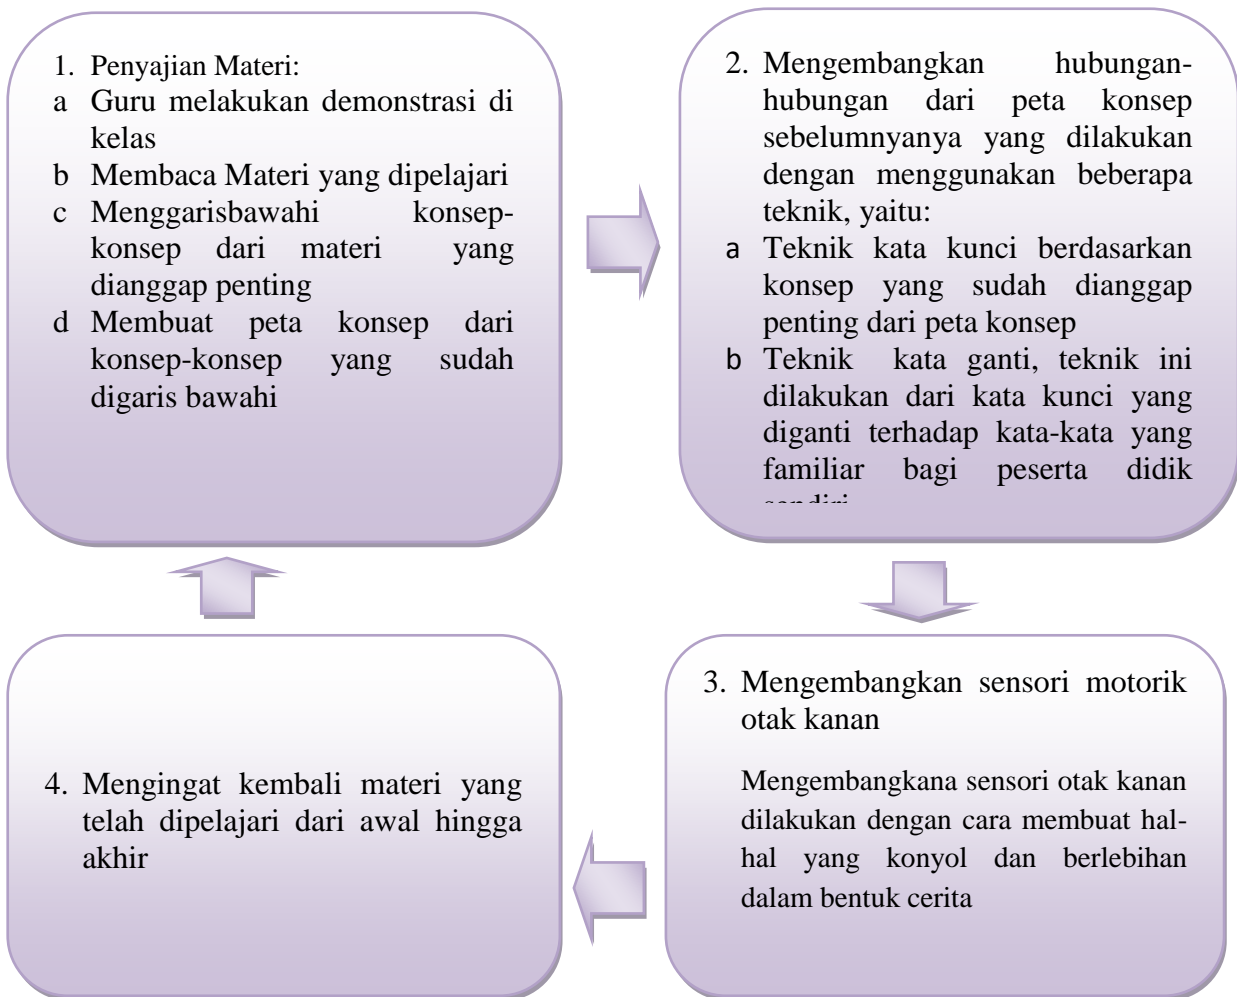 1. Penyajian Materi:
a Guru melakukan demonstrasi di
kelas
b Membaca Materi yang dipelajari
c Menggarisbawahi konsep-
konsep dari materi yang
dianggap penting
d Membuat peta konsep dari
konsep-konsep yang sudah
digaris bawahi
2. Mengembangkan hubungan-
hubungan dari peta konsep
sebelumnyanya yang dilakukan
dengan menggunakan beberapa
teknik, yaitu:
a Teknik kata kunci berdasarkan
konsep yang sudah dianggap
penting dari peta konsep
b Teknik kata ganti, teknik ini
dilakukan dari kata kunci yang
diganti terhadap kata-kata yang
familiar bagi peserta didik
3. Mengembangkan sensori motorik
otak kanan
Mengembangkana sensori otak kanan
dilakukan dengan cara membuat hal-
hal yang konyol dan berlebihan
dalam bentuk cerita
4. Mengingat kembali materi yang
telah dipelajari dari awal hingga
akhir